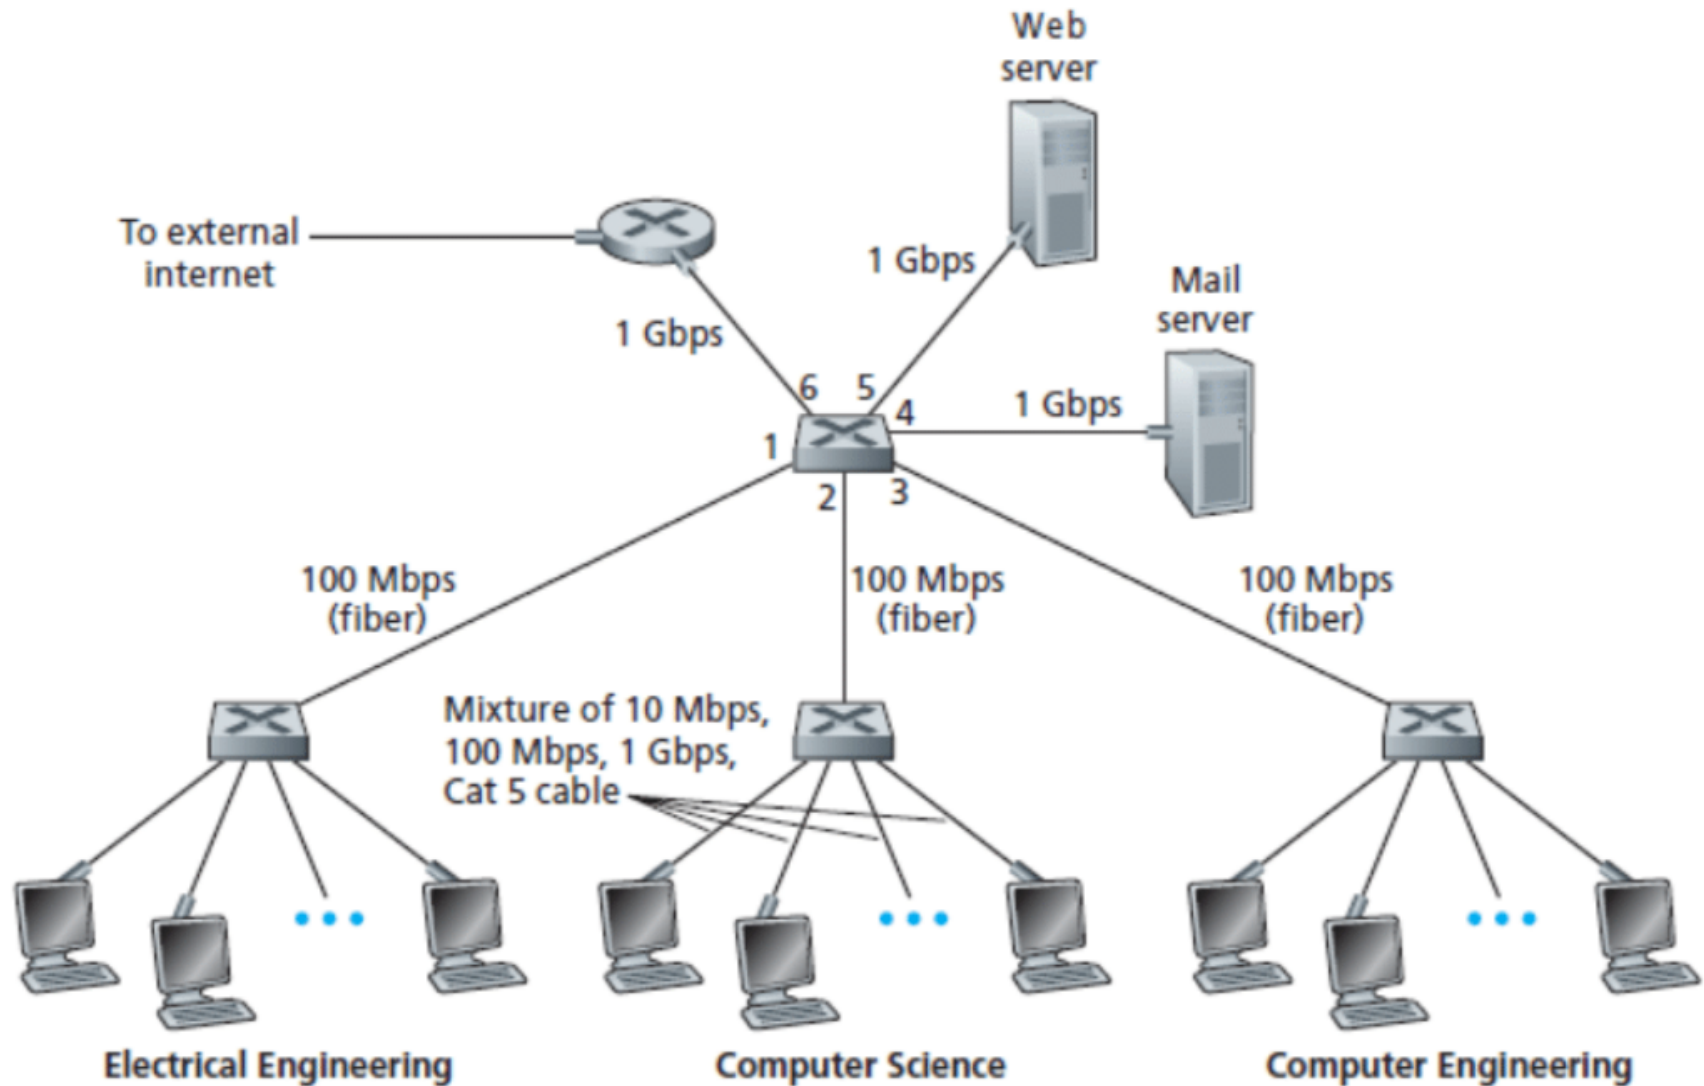 Web
server
To external
internet
1 Gbps
Mail
server
1 Gbps
6
5
4
1 Gbps
1
2
3
100 Mbps
(fiber)
100 Mbps
(fiber)
100 Mbps
(fiber)
Mixture of 10 Mbps,
100 Mbps, 1 Gbps,
Cat 5 cable
Electrical Engineering
Computer Science
Computer Engineering